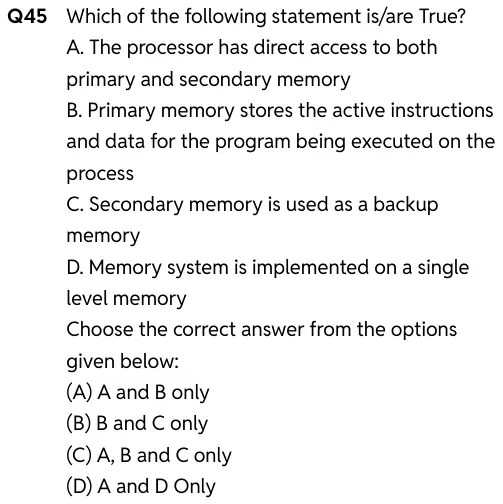 Q45 Which of the following statement is/are True?
A. The processor has direct access to both
primary and secondary memory
B. Primary memory stores the active instructions
and data for the program being executed on the
process
C. Secondary memory is used as a backup
memory
D. Memory system is implemented on a single
level memory
Choose the correct answer from the options
given below:
(A) A and B only
(B) B and C only
(C) A, B and C only
(D) A and D Only